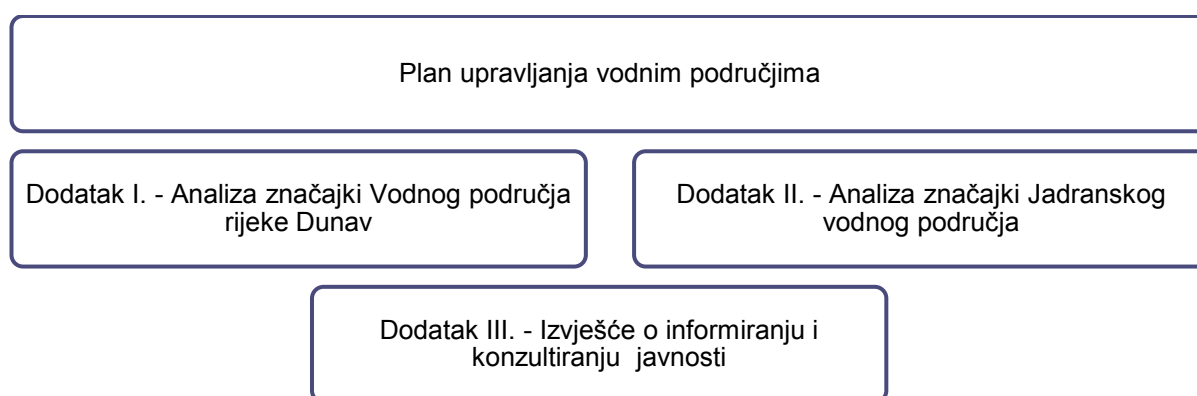 Plan upravljanja vodnim područjima
Dodatak I. - Analiza značajki Vodnog područja
rijeke Dunav
Dodatak II. - Analiza značajki Jadranskog
vodnog područja
Dodatak III. - Izvješće o informiranju i
konzultiranju  javnosti